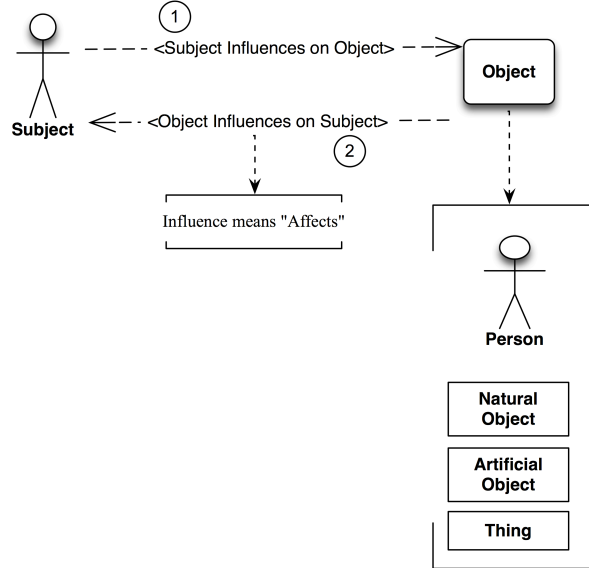 1
<Subject Influences on Object>
Object
Subject
<Object Influences on Subject>
2
Influence means "Affects"
Person
Natural
Object
Artificial
Object
Thing